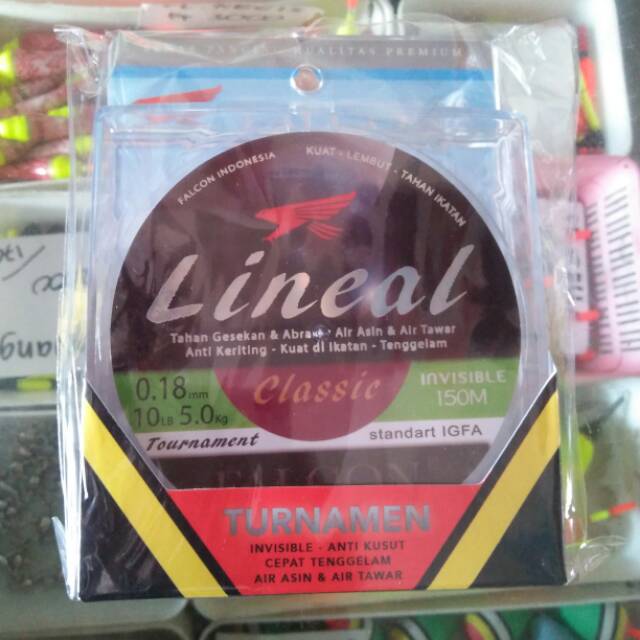 KUALITAS PREMIUM
FALCON INDONESIA
KUAT - LEMBUT - TAHAN IKATAN
Lineal
Tahan Gesekan & Abrasi - Air Asin & Air Tawar
Anti Keriting - Kuat di Ikatan - Tenggelam
0.18mm
10LB 5.0Kg
Classic
INVISIBLE
150M
Tournament
standart IGFA
FALCON
TURNAMEN
INVISIBLE - ANTI KUSUT
CEPAT TENGGELAM
AIR ASIN & AIR TAWAR